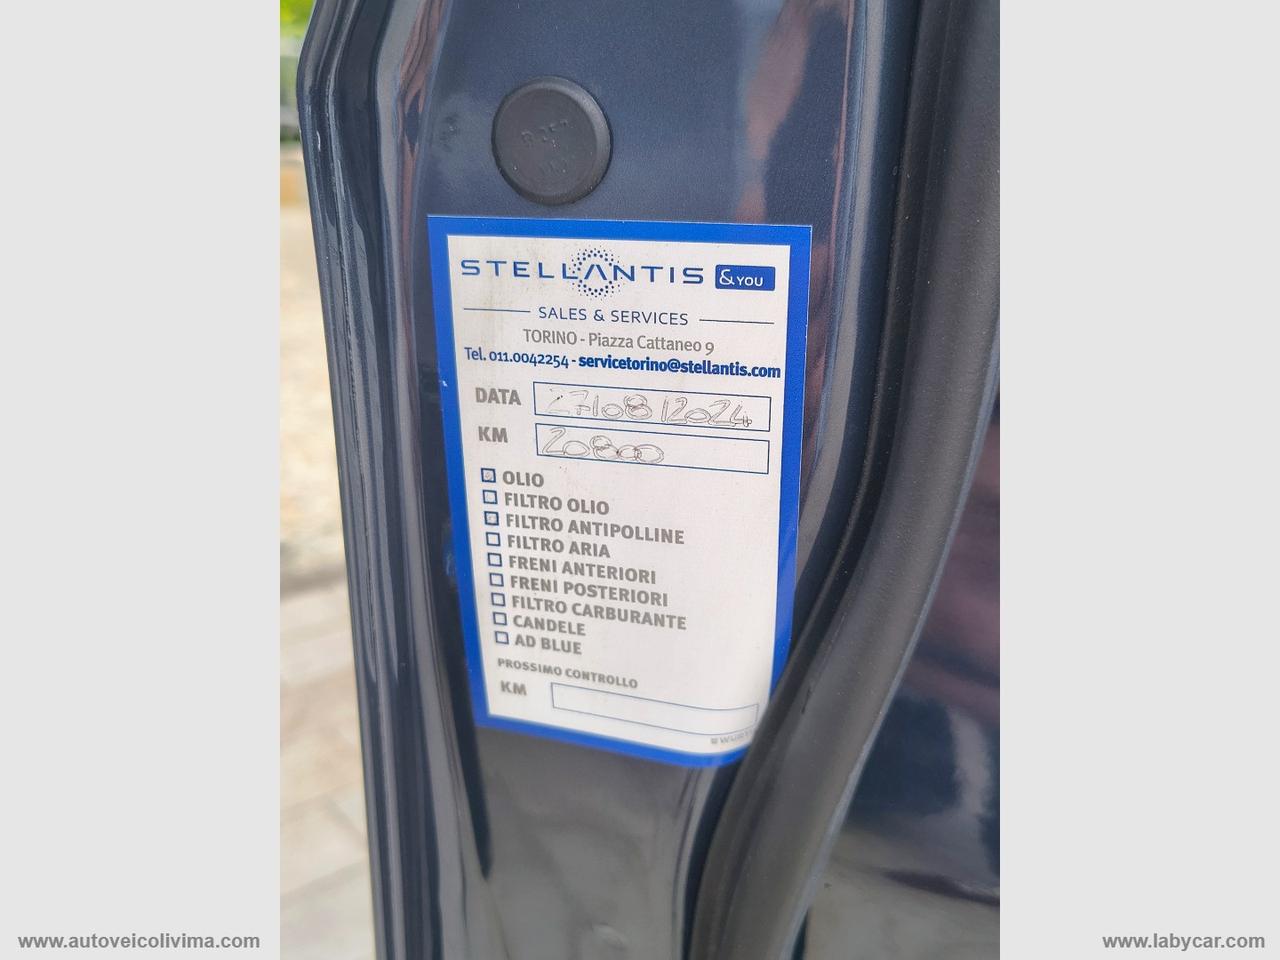 STELLANTIS &YOU
SALES & SERVICES
TORINO - Piazza Cattaneo 9
Tel. 011.0042254 - servicetorino@stellantis.com
DATA 27/08/2024
KM 20800
OLIO
FILTRO OLIO
FILTRO ANTIPOLLINE
FILTRO ARIA
FRENI ANTERIORI
FRENI POSTERIORI
FILTRO CARBURANTE
CANDELE
AD BLUE
PROSSIMO CONTROLLO
KM
www.autoveicolivima.com
www.labycar.com